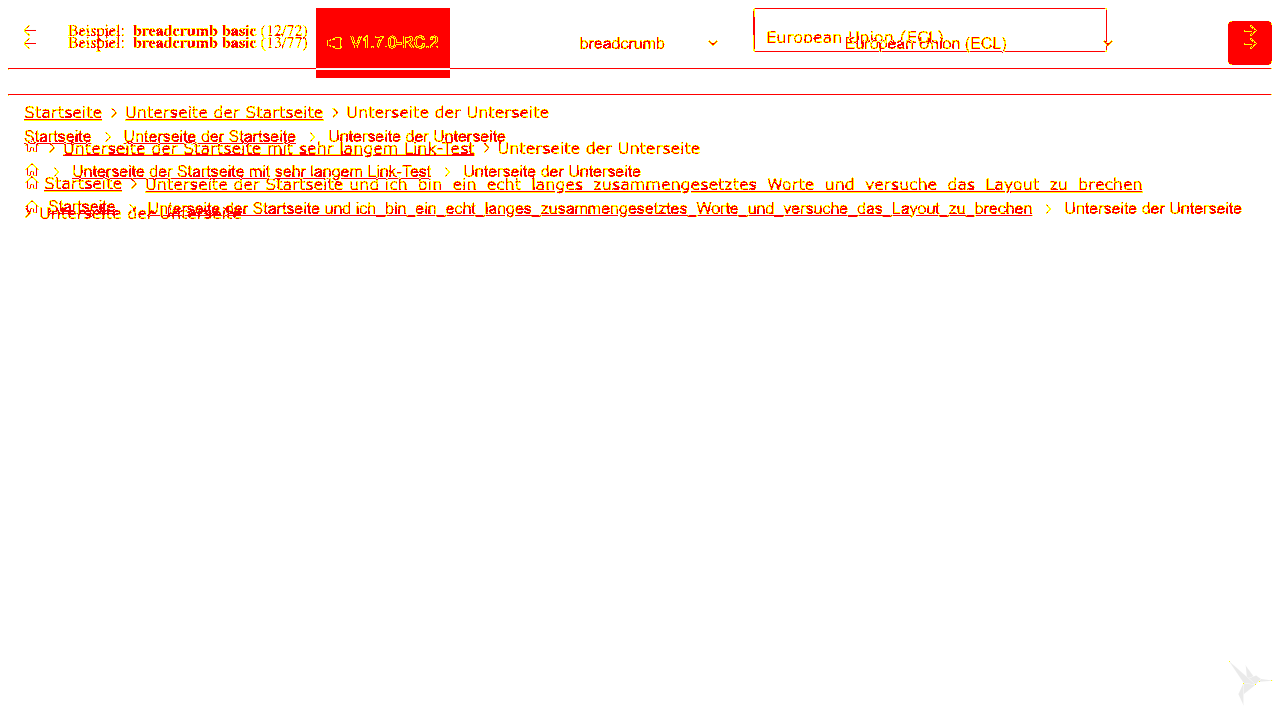 Beispiel: breadcrumb basic (12/72)
Beispiel: breadcrumb basic (13/77)
V1.7.0-RC.2
breadcrumb
European Union (ECL)
European Union (ECL)
Startseite > Unterseite der Startseite > Unterseite der Unterseite
Startseite > Unterseite der Startseite > Unterseite der Unterseite
> Unterseite der Startseite mit sehr langem Link-Test > Unterseite der Unterseite
> Unterseite der Startseite mit sehr langem Link-Test > Unterseite der Unterseite
Startseite > Unterseite der Startseite und ich_bin_ein_echt_langes_zusammengesetztes_Worte_und_versuche_das_Layout_zu_brechen
Startseite > Unterseite der Startseite und ich_bin_ein_echt_langes_zusammengesetztes_Worte_und_versuche_das_Layout_zu_brechen > Unterseite der Unterseite
> Unterseite der Unterseite